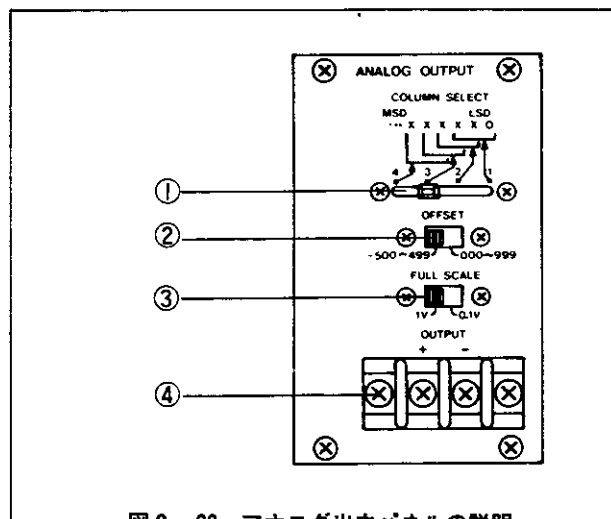 ANALOG OUTPUT
COLUMN SELECT
MSD LSD
... X X X X X O
4 3 2 1
①
OFFSET
②
-500~499 000~999
FULL SCALE
③
1V 0.1V
OUTPUT
+ -
④
アナログ出力パネルの説明